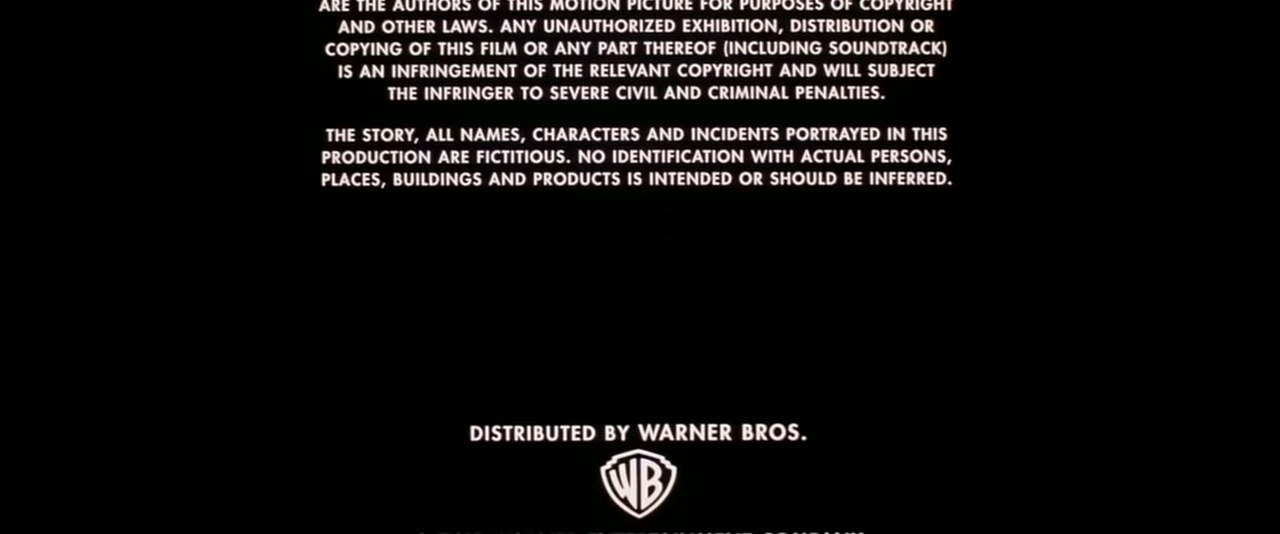 ARE THE AUTHORS OF THIS MOTION PICTURE FOR PURPOSES OF COPYRIGHT
AND OTHER LAWS. ANY UNAUTHORIZED EXHIBITION, DISTRIBUTION OR
COPYING OF THIS FILM OR ANY PART THEREOF (INCLUDING SOUNDTRACK)
IS AN INFRINGEMENT OF THE RELEVANT COPYRIGHT AND WILL SUBJECT
THE INFRINGER TO SEVERE CIVIL AND CRIMINAL PENALTIES.
THE STORY, ALL NAMES, CHARACTERS AND INCIDENTS PORTRAYED IN THIS
PRODUCTION ARE FICTITIOUS. NO IDENTIFICATION WITH ACTUAL PERSONS,
PLACES, BUILDINGS AND PRODUCTS IS INTENDED OR SHOULD BE INFERRED.
DISTRIBUTED BY WARNER BROS.
WB